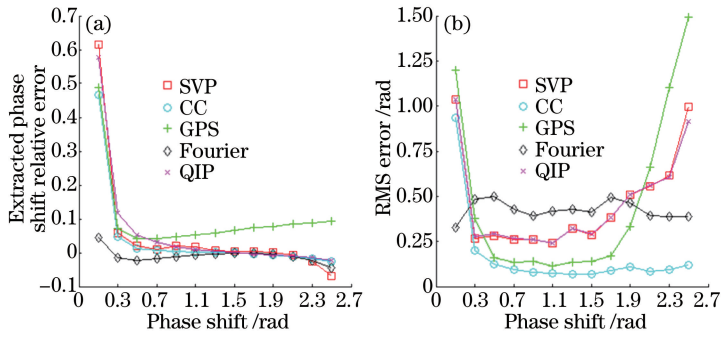 (a)
0.7
0.6
0.5
0.4
0.3
0.2
0.1
0
−0.1
Extracted phase
shift relative error
SVP
CC
GPS
Fourier
QIP
0 0.3 0.7 1.1 1.5 1.9 2.3 2.7
Phase shift /rad
(b)
1.50
1.25
1.00
0.75
0.50
0.25
0
RMS error /rad
SVP
CC
GPS
Fourier
QIP
0 0.3 0.7 1.1 1.5 1.9 2.3 2.7
Phase shift /rad